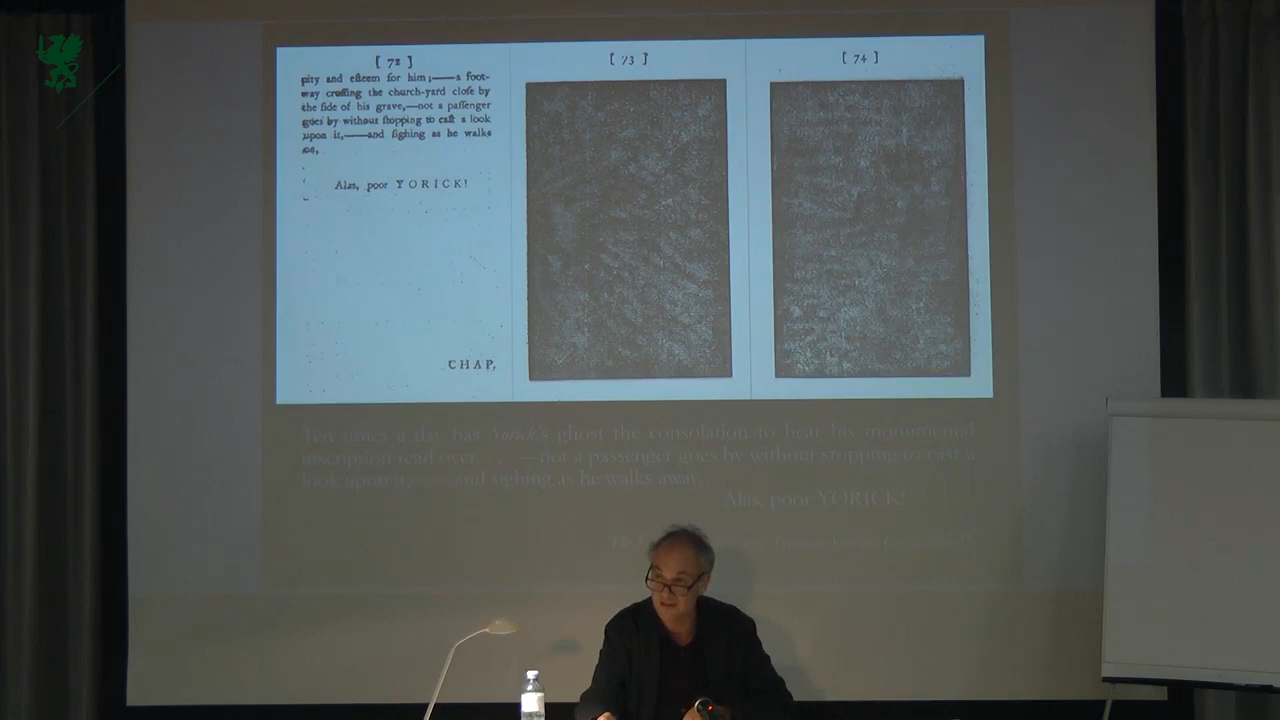 [ 72 ]
pity and eſteem for him;——a foot-
way croſſing the church-yard cloſe by
the ſide of his grave,—not a paſſenger
goes by without ſtopping to caſt a look
upon it,——and ſighing as he walks
on,
Alas, poor YORICK!
CHAP,
[ 73 ]
[ 74 ]
Ten times a day has Yorick's ghost the consolation to hear his monumental
inscription read over —not a passenger goes by without stopping to cast a
look upon it,——and sighing as he walks away,
Alas, poor YORICK!